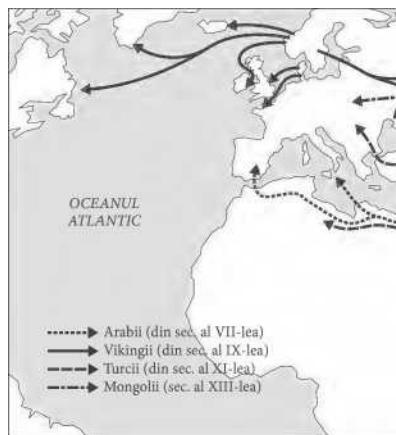 OCEANUL
ATLANTIC
Arabii (din sec. al VII-lea)
Vikingii (din sec. al IX-lea)
Turcii (din sec. al XI-lea)
Mongolii (sec. al XIII-lea)